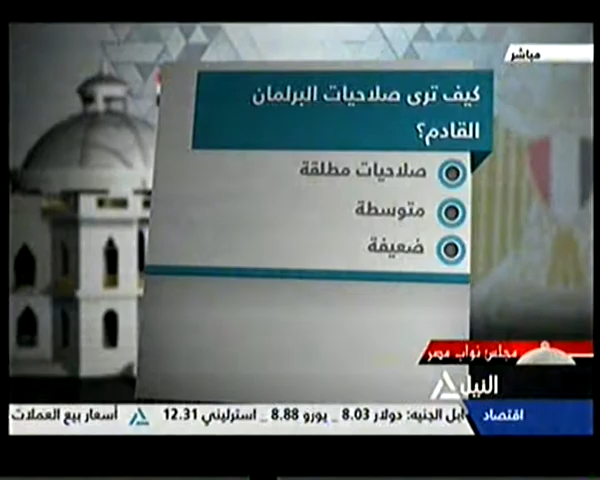 مباشر
كيف ترى صلاحيات البرلمان
القادم؟
صلاحيات مطلقة
متوسطة
ضعيفة
مجلس نواب مصر
النيل
اقتصاد
الجنيه: دولار 8.03 _ يورو 8.88 _ استرليني 12.31
أسعار بيع العملات